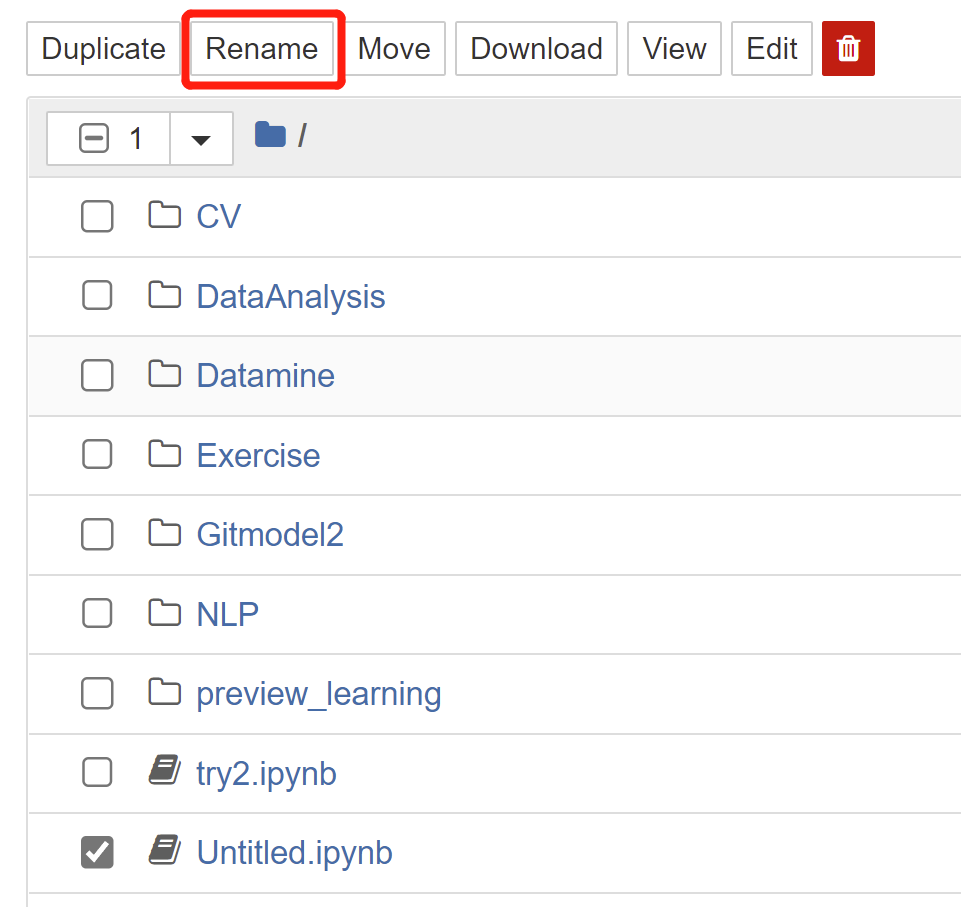 Duplicate Rename Move Download View Edit
1 /
CV
DataAnalysis
Datamine
Exercise
Gitmodel2
NLP
preview_learning
try2.ipynb
Untitled.ipynb